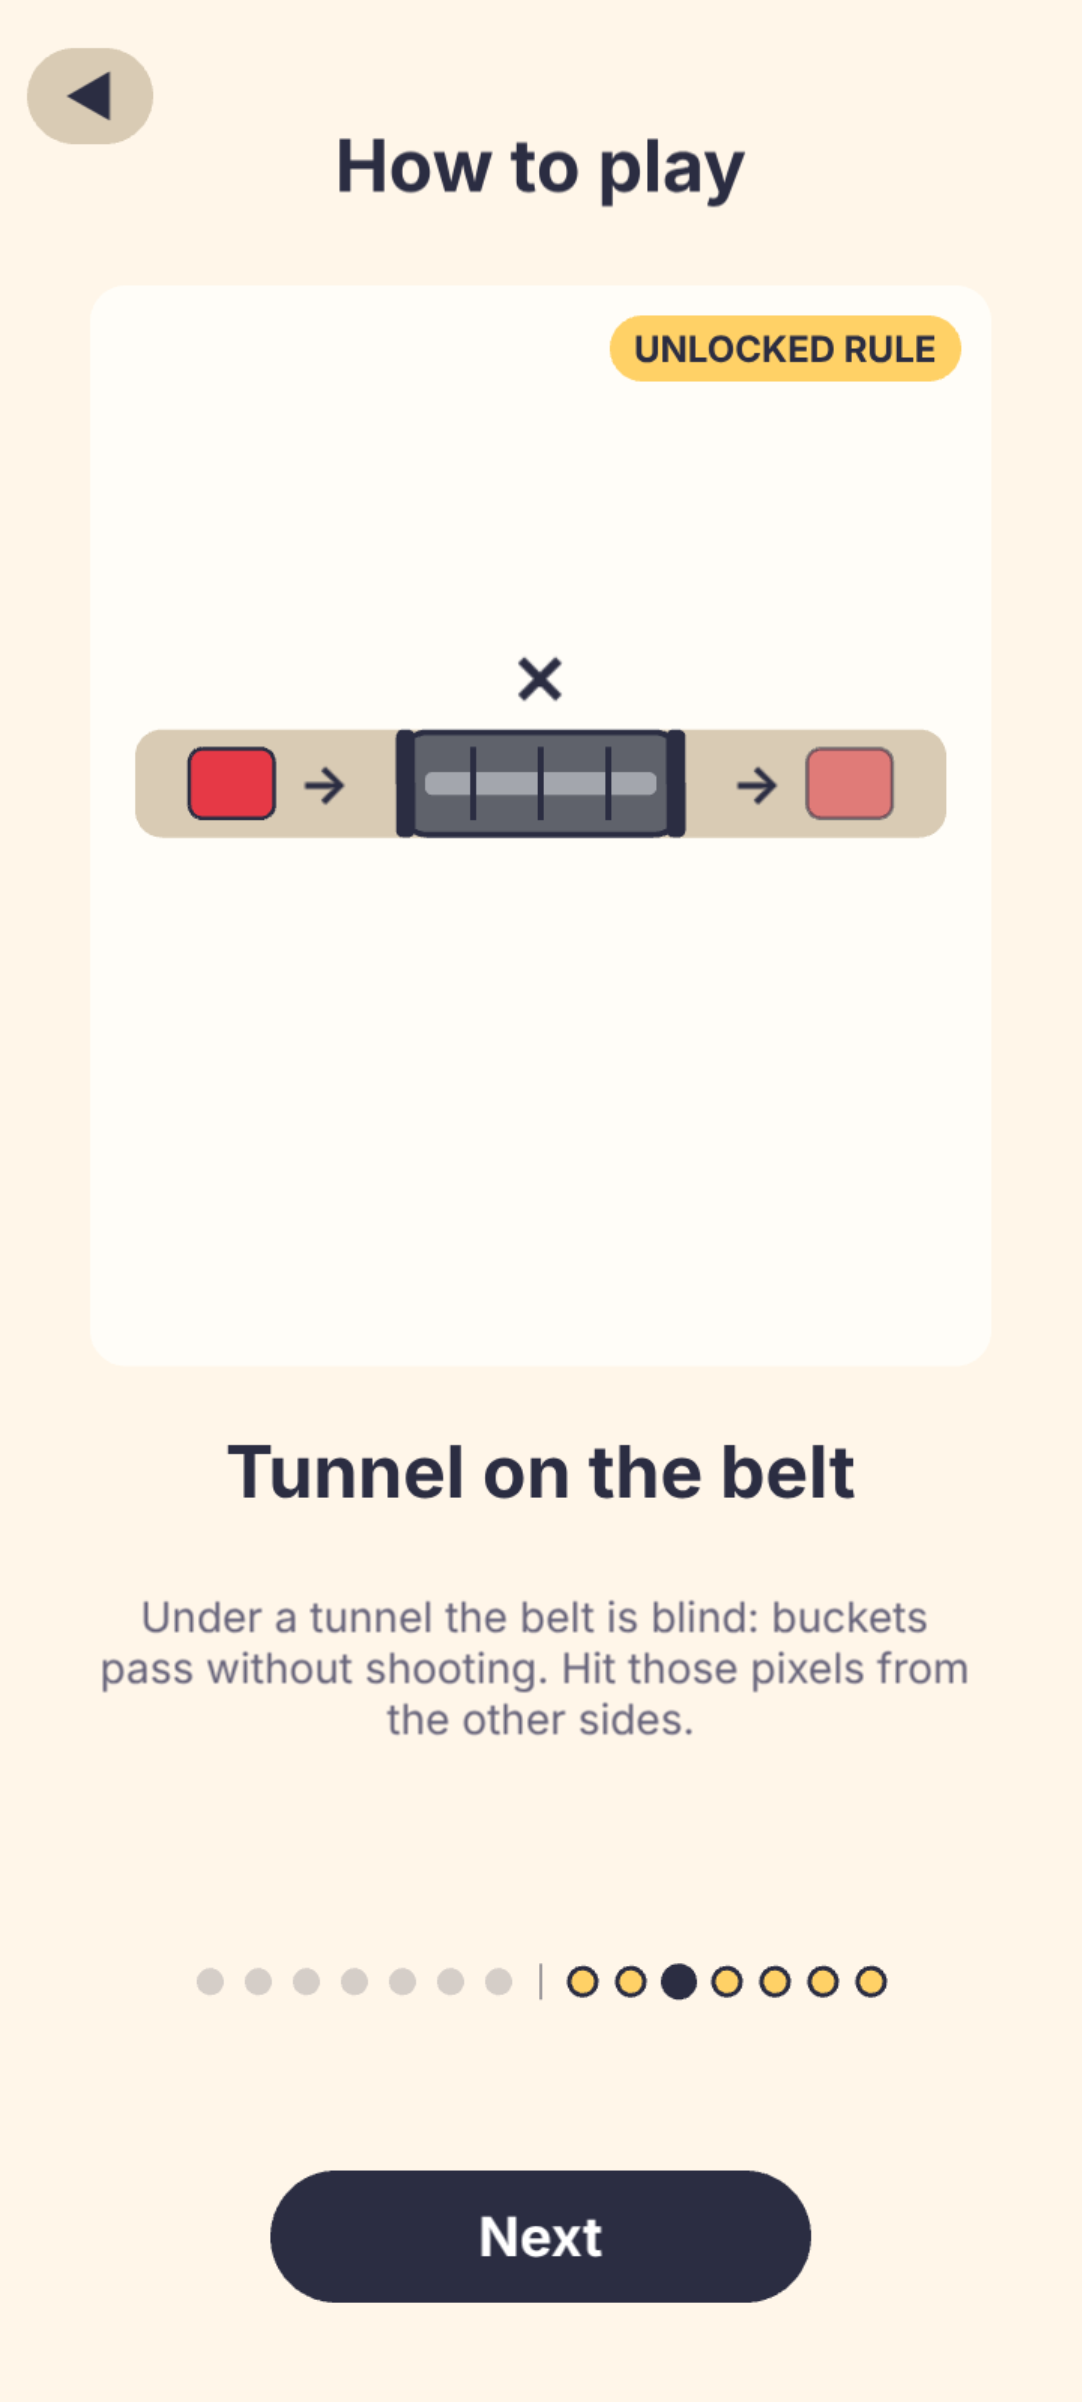 How to play
UNLOCKED RULE
Tunnel on the belt
Under a tunnel the belt is blind: buckets
pass without shooting. Hit those pixels from
the other sides.
Next